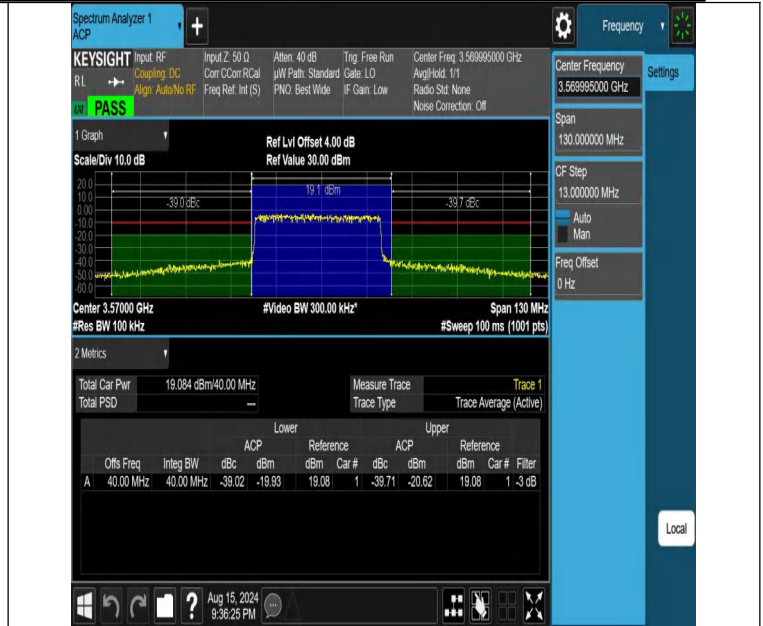 Spectrum Analyzer 1
ACP
+
Frequency
KEYSIGHT
RL
PASS
Input: RF
Coupling: DC
Align: Auto/No RF
Input Z: 50 Ω
Corr CCorr RCal
Freq Ref: Int (S)
Atten: 40 dB
µW Path: Standard
PNO: Best Wide
Trig: Free Run
Gate: LO
IF Gain: Low
Center Freq: 3.569995000 GHz
Avg|Hold: 1/1
Radio Std: None
Noise Correction: Off
Center Frequency
3.569995000 GHz
Settings
Span
130.000000 MHz
CF Step
13.000000 MHz
Auto
Man
Freq Offset
0 Hz
1 Graph
Scale/Div 10.0 dB
Ref Lvl Offset 4.00 dB
Ref Value 30.00 dBm
20.0
10.0
0.00
-10.0
-20.0
-30.0
-40.0
-50.0
-60.0
-39.0 dBc
19.1 dBm
-39.7 dBc
Center 3.57000 GHz
#Video BW 300.00 kHz*
Span 130 MHz
#Res BW 100 kHz
#Sweep 100 ms (1001 pts)
2 Metrics
Total Car Pwr 19.084 dBm/40.00 MHz
Total PSD ---
Measure Trace Trace 1
Trace Type Trace Average (Active)
Lower Upper
ACP Reference ACP Reference
Offs Freq Integ BW dBc dBm dBm Car # dBc dBm dBm Car # Filter
A 40.00 MHz 40.00 MHz -39.02 -19.93 19.08 1 -39.71 -20.62 19.08 1 -3 dB
Local
?
Aug 15, 2024
9:36:25 PM